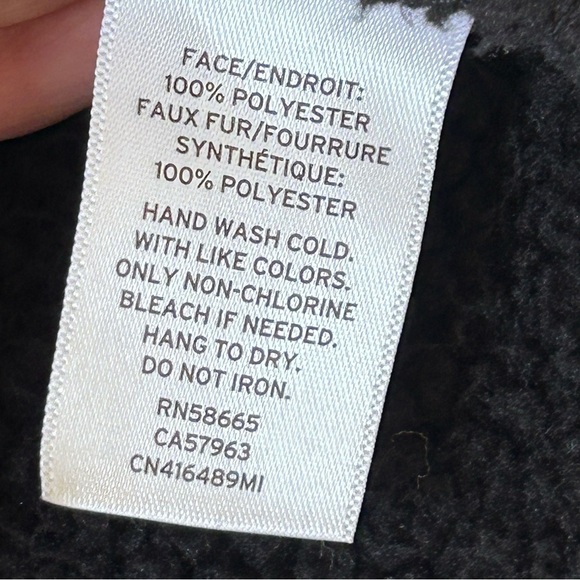 FACE/ENDROIT:
100% POLYESTER
FAUX FUR/FOURRURE
SYNTHÉTIQUE:
100% POLYESTER
HAND WASH COLD.
WITH LIKE COLORS.
ONLY NON-CHLORINE
BLEACH IF NEEDED.
HANG TO DRY.
DO NOT IRON.
RN58665
CA57963
CN416489MI